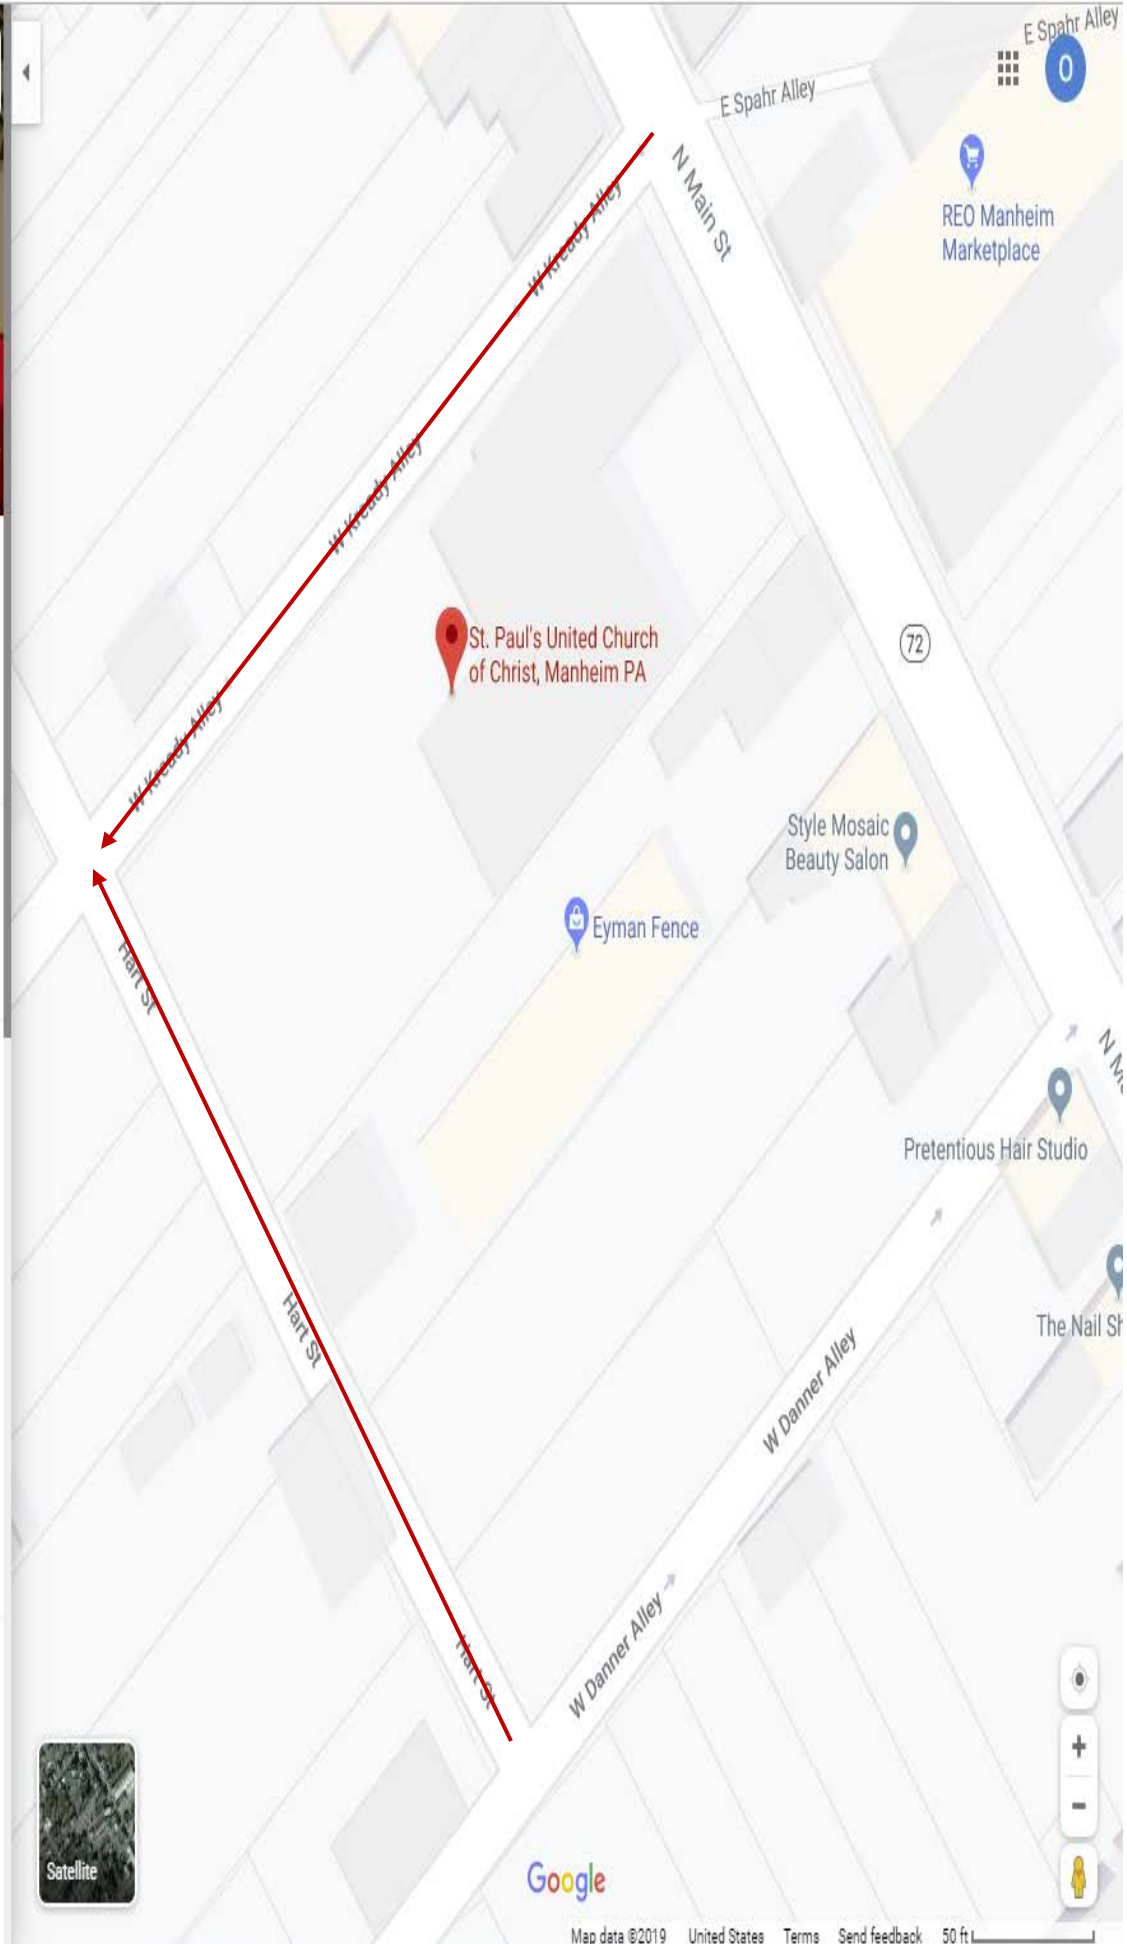 E Spahr Alley
O
E Spahr Alley
N Main St
REO Manheim
Marketplace
W Kready Alley
W Kready Alley
St. Paul's United Church
of Christ, Manheim PA
72
W Kready Alley
Style Mosaic
Beauty Salon
Eyman Fence
Hart St
Pretentious Hair Studio
Hart St
The Nail
W Danner Alley
W Danner Alley
Hart St
Satellite
Google
Map data ©2019 United States Terms Send feedback 50 ft